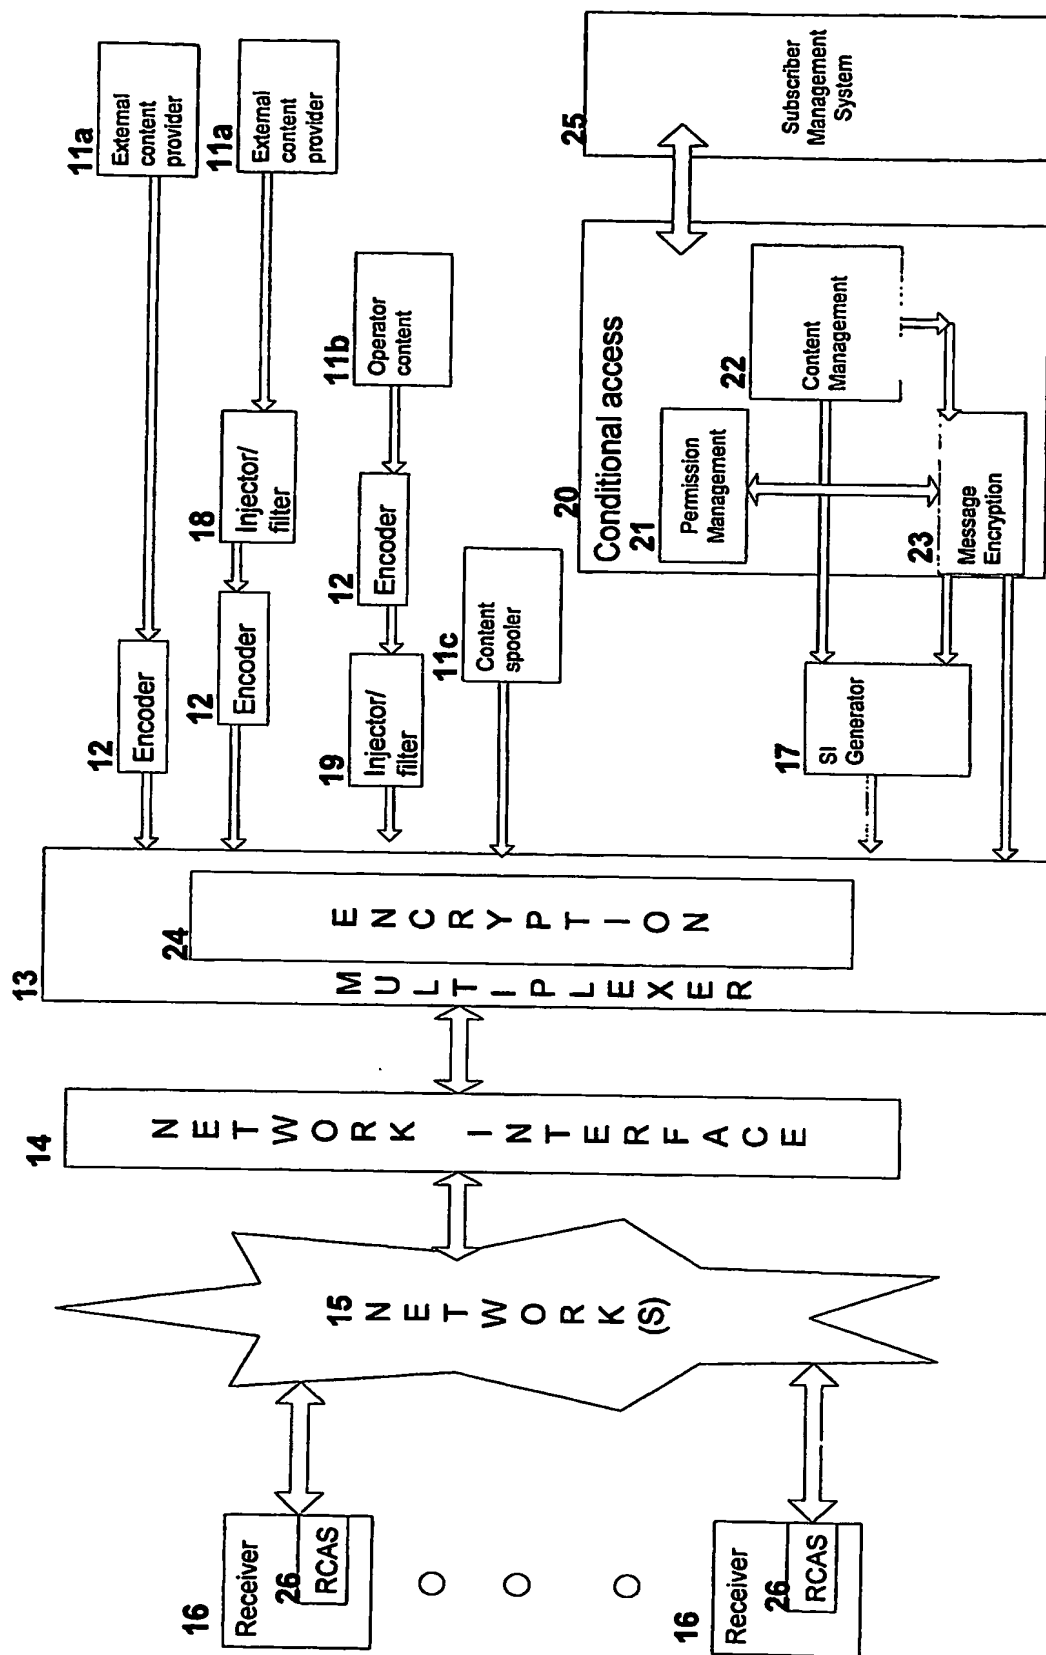 11a
External
content
provider
11a
External
content
provider
12
Encoder
12
Encoder
18
Injector/
filter
11b
Operator
content
12
Encoder
19
Injector/
filter
11c
Content
spooler
25
Subscriber
Management
System
20
Conditional access
21
Permission
Management
22
Content
Management
23
Message
Encryption
17
SI
Generator
13
MULTIPLEXER
24
ENCRYPTION
14
NETWORK INTERFACE
15
NETWORK
(S)
16
Receiver
26
RCAS
16
Receiver
26
RCAS